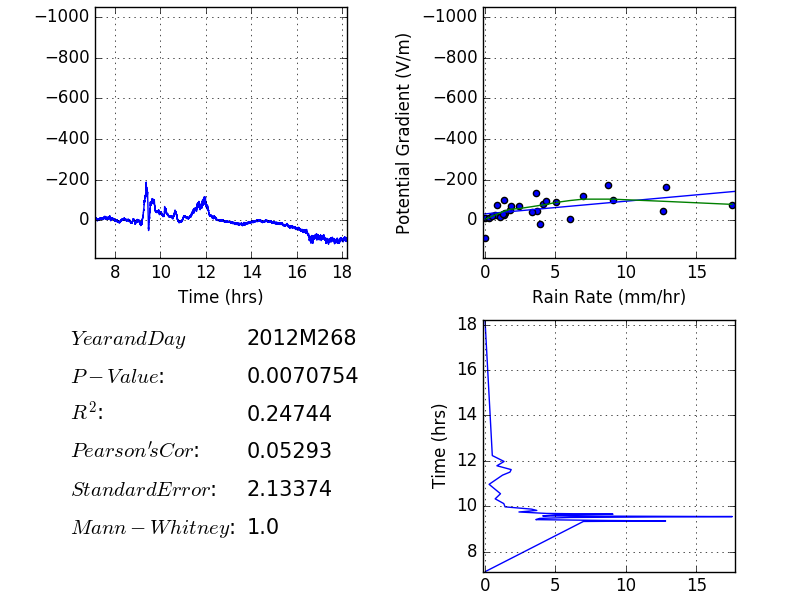 −1000
−800
−600
−400
−200
0
8 10 12 14 16 18
Time (hrs)
Potential Gradient (V/m)
−1000
−800
−600
−400
−200
0
0 5 10 15
Rain Rate (mm/hr)
YearandDay 2012M268
P−Value: 0.0070754
R²: 0.24744
Pearson'sCor: 0.05293
StandardError: 2.13374
Mann−Whitney: 1.0
Time (hrs)
18
16
14
12
10
8
0 5 10 15